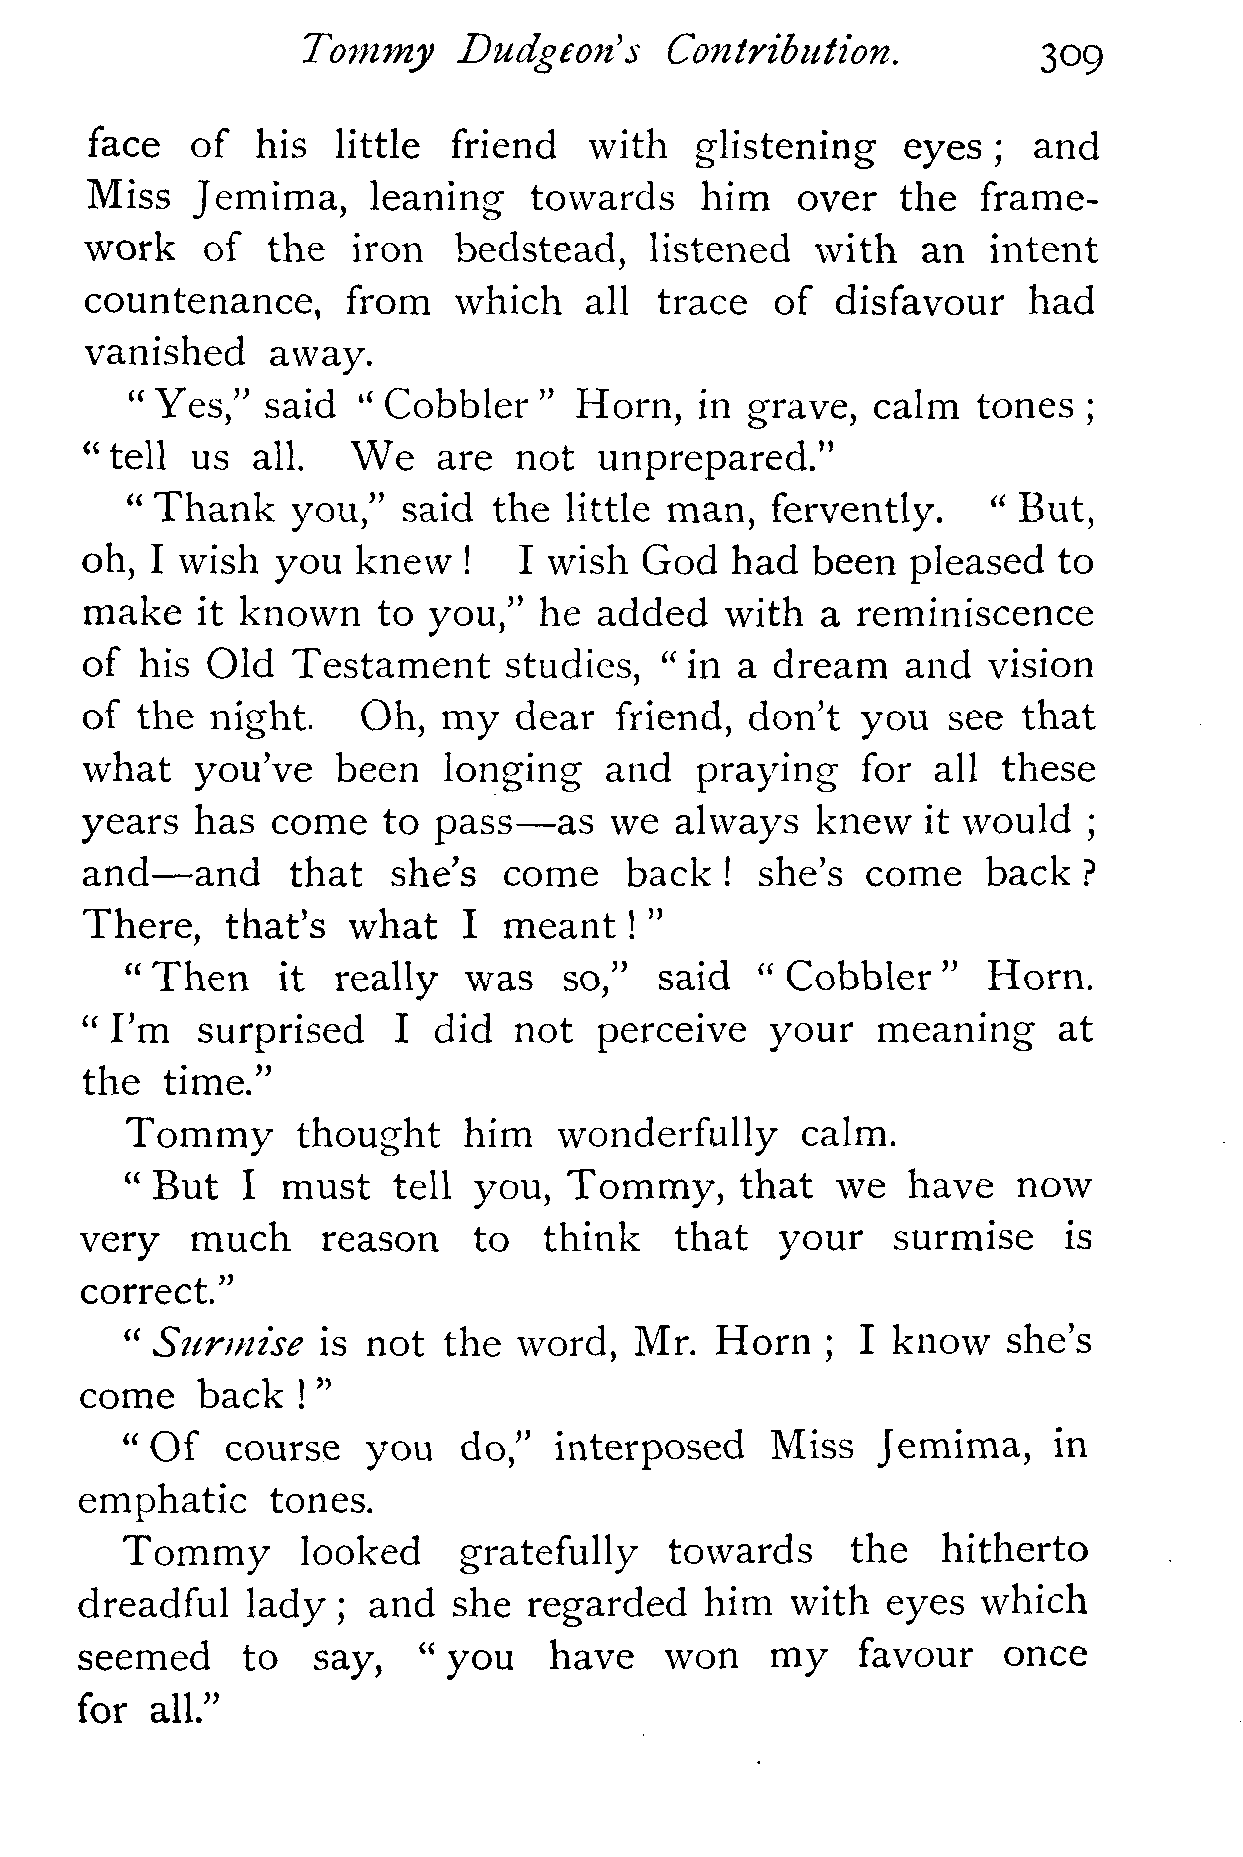 Tommy Dudgeon's Contribution. 309
face of his little friend with glistening eyes ; and
Miss Jemima, leaning towards him over the frame-
work of the iron bedstead, listened with an intent
countenance, from which all trace of disfavour had
vanished away.
“ Yes,” said “ Cobbler ” Horn, in grave, calm tones ;
“ tell us all. We are not unprepared.”
“ Thank you,” said the little man, fervently. “ But,
oh, I wish you knew ! I wish God had been pleased to
make it known to you,” he added with a reminiscence
of his Old Testament studies, “ in a dream and vision
of the night. Oh, my dear friend, don't you see that
what you've been longing and praying for all these
years has come to pass—as we always knew it would ;
and—and that she's come back ! she's come back ?
There, that's what I meant ! ”
“ Then it really was so,” said “ Cobbler ” Horn.
“ I'm surprised I did not perceive your meaning at
the time.”
Tommy thought him wonderfully calm.
“ But I must tell you, Tommy, that we have now
very much reason to think that your surmise is
correct.”
“ Surmise is not the word, Mr. Horn ; I know she's
come back ! ”
“ Of course you do,” interposed Miss Jemima, in
emphatic tones.
Tommy looked gratefully towards the hitherto
dreadful lady ; and she regarded him with eyes which
seemed to say, “ you have won my favour once
for all.”